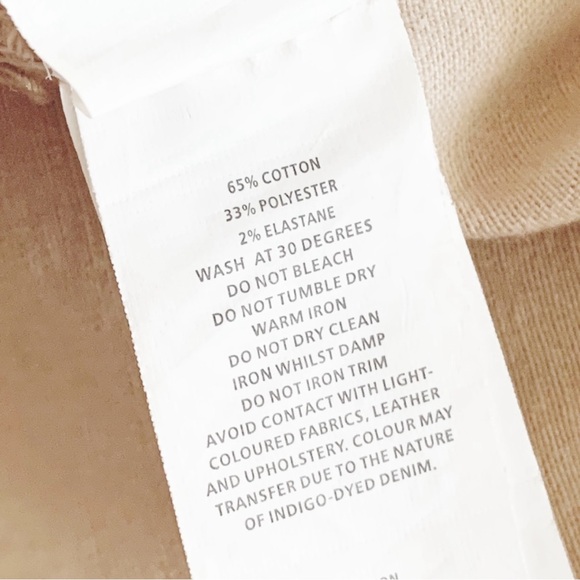 65% COTTON
33% POLYESTER
2% ELASTANE
WASH AT 30 DEGREES
DO NOT BLEACH
DO NOT TUMBLE DRY
WARM IRON
DO NOT DRY CLEAN
IRON WHILST DAMP
DO NOT IRON TRIM
AVOID CONTACT WITH LIGHT-
COLOURED FABRICS, LEATHER
AND UPHOLSTERY. COLOUR MAY
TRANSFER DUE TO THE NATURE
OF INDIGO-DYED DENIM.